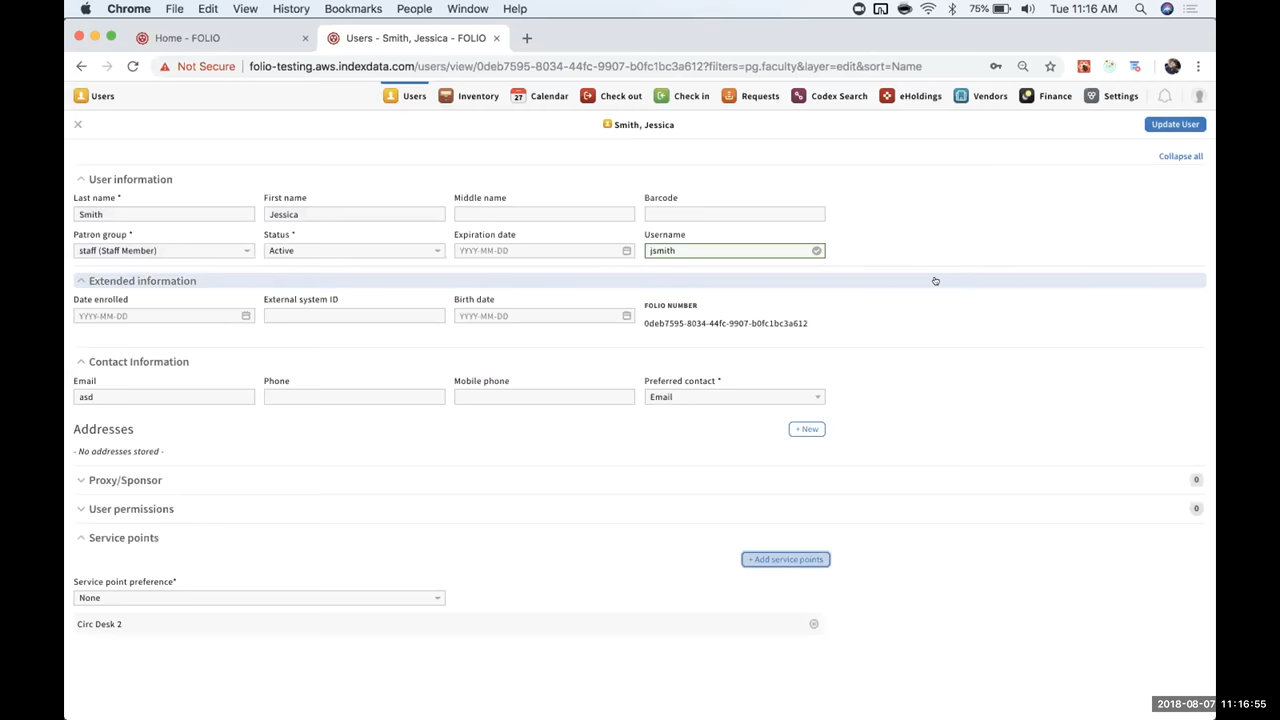 Chrome File Edit View History Bookmarks People Window Help 75% Tue 11:16 AM
Home - FOLIO Users - Smith, Jessica - FOLIO
Not Secure folio-testing.aws.indexdata.com/users/view/0deb7595-8034-44fc-9907-b0fc1bc3a612?filters=pg.faculty&layer=edit&sort=Name
Users Users Inventory 27 Calendar Check out Check in Requests Codex Search eHoldings Vendors Finance Settings
Smith, Jessica Update User
Collapse all
User information
Last name * First name Middle name Barcode
Smith Jessica
Patron group * Status * Expiration date Username
staff (Staff Member) Active YYYY-MM-DD jsmith
Extended information
Date enrolled External system ID Birth date FOLIO NUMBER
YYYY-MM-DD YYYY-MM-DD 0deb7595-8034-44fc-9907-b0fc1bc3a612
Contact Information
Email Phone Mobile phone Preferred contact *
asd Email
Addresses + New
- No addresses stored -
Proxy/Sponsor 0
User permissions 0
Service points
+ Add service points
Service point preference*
None
Circ Desk 2
2018-08-07 11:16:55